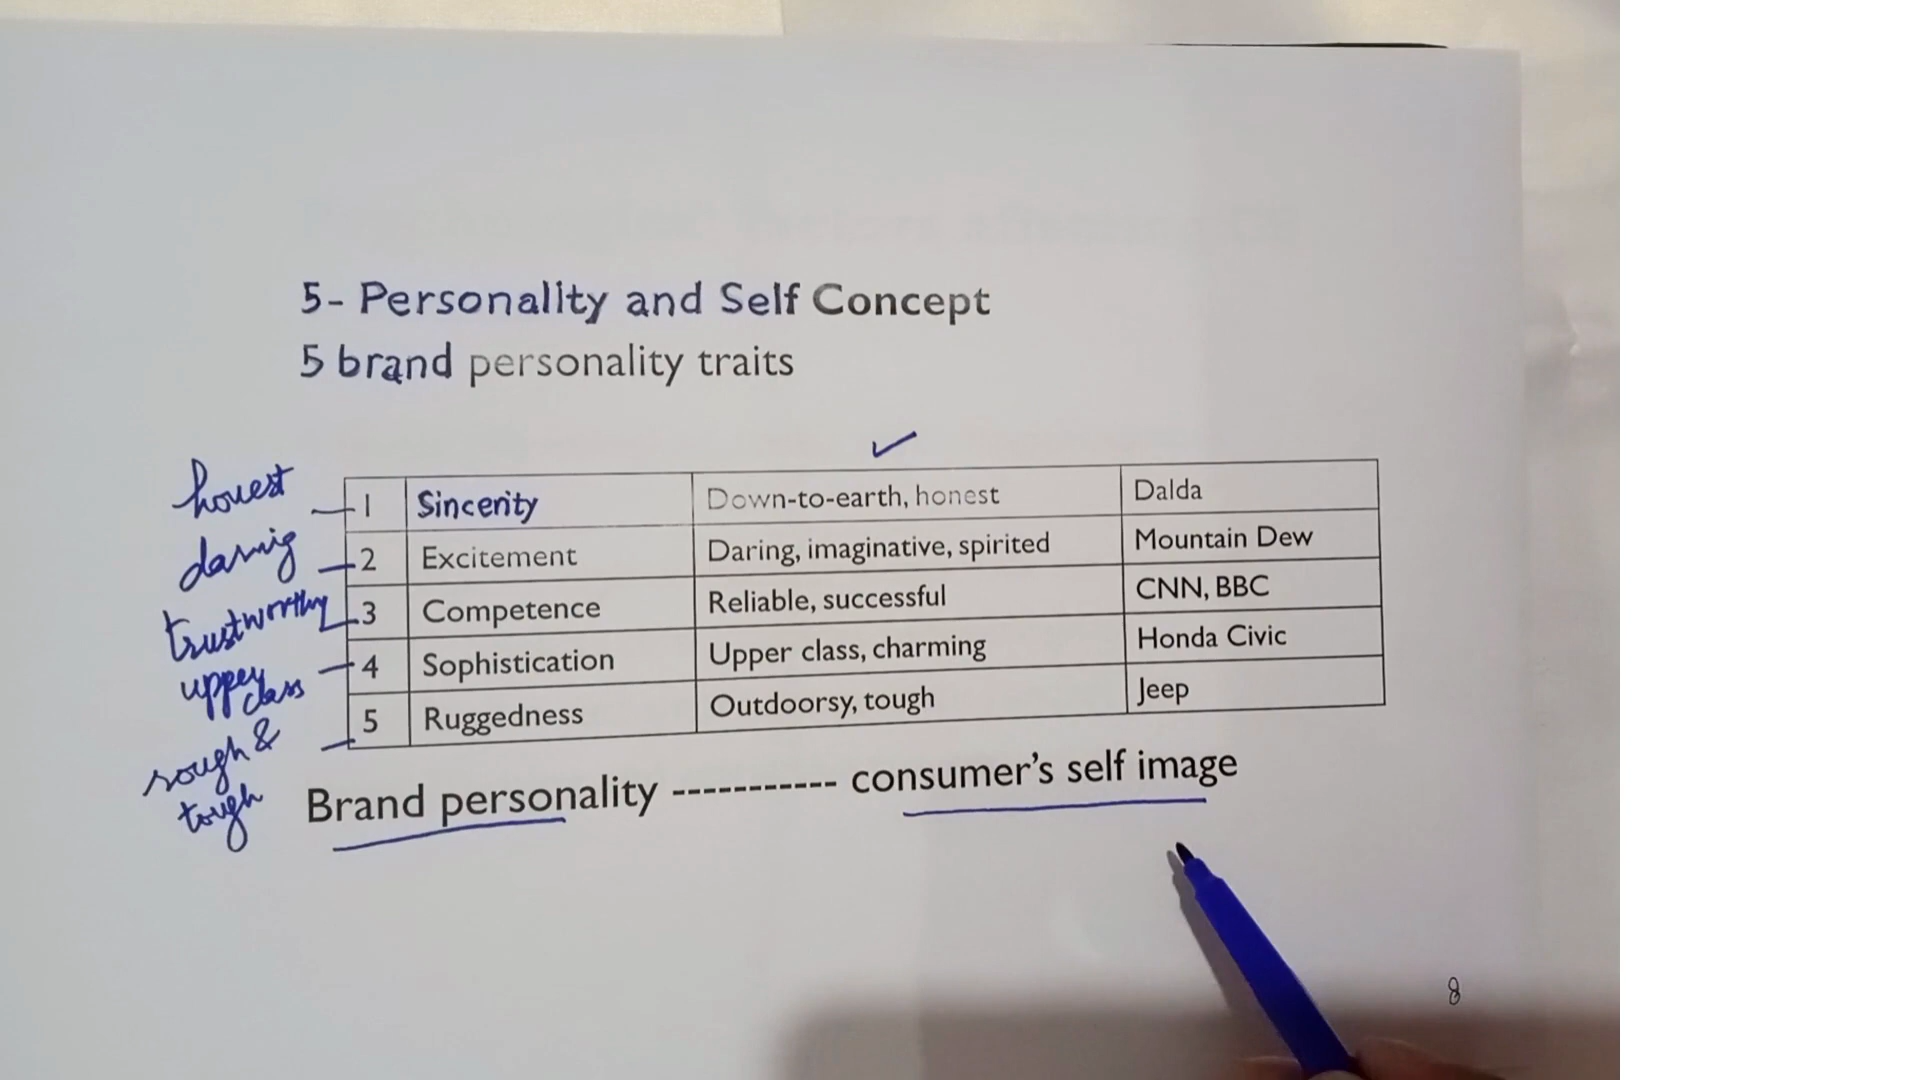 5- Personality and Self Concept
5 brand personality traits
honest
1 Sincerity Down-to-earth, honest Dalda
daring
2 Excitement Daring, imaginative, spirited Mountain Dew
trustworthy
3 Competence Reliable, successful CNN, BBC
upper
class
4 Sophistication Upper class, charming Honda Civic
rough &
tough
5 Ruggedness Outdoorsy, tough Jeep
Brand personality ----------- consumer's self image
8